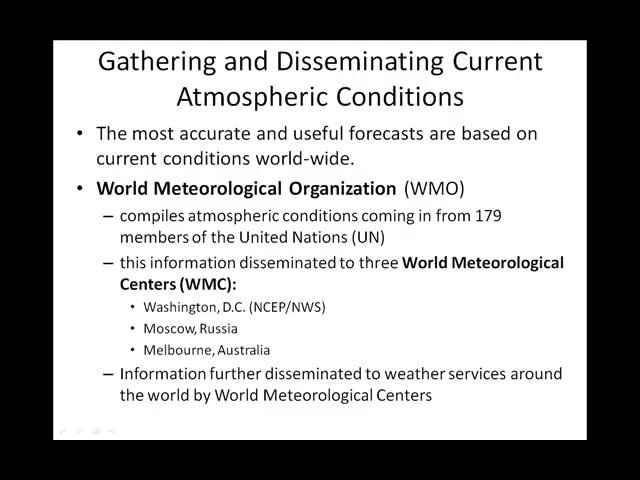 Gathering and Disseminating Current
Atmospheric Conditions
• The most accurate and useful forecasts are based on
current conditions world-wide.
• World Meteorological Organization (WMO)
– compiles atmospheric conditions coming in from 179
members of the United Nations (UN)
– this information disseminated to three World Meteorological
Centers (WMC):
• Washington, D.C. (NCEP/NWS)
• Moscow, Russia
• Melbourne, Australia
– Information further disseminated to weather services around
the world by World Meteorological Centers